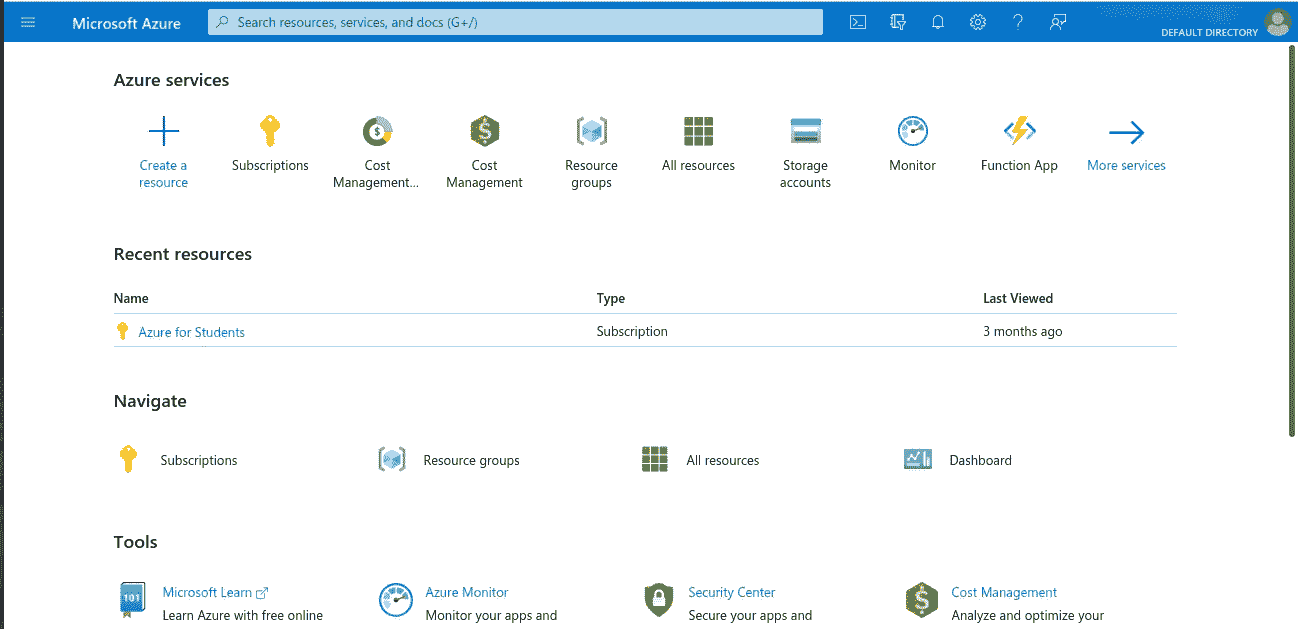 Microsoft Azure
Search resources, services, and docs (G+/)
DEFAULT DIRECTORY
Azure services
Create a
resource
Subscriptions
Cost
Management...
Cost
Management
Resource
groups
All resources
Storage
accounts
Monitor
Function App
More services
Recent resources
Name Type Last Viewed
Azure for Students Subscription 3 months ago
Navigate
Subscriptions Resource groups All resources Dashboard
Tools
101
Microsoft Learn
Learn Azure with free online
Azure Monitor
Monitor your apps and
Security Center
Secure your apps and
Cost Management
Analyze and optimize your